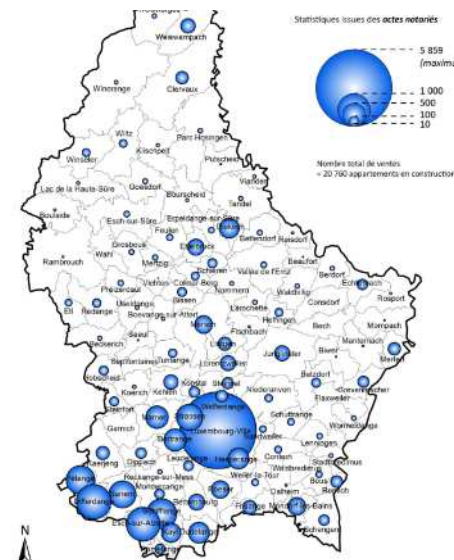 Statistiques issues des actes notariés
5 859
(maximum
1 000
500
100
10
Nombre total de ventes
= 20 760 appartements en construction
Weiswampach
Clervaux
Wincrange
Wiltz
Parc Hosingen
Winseler
Kiischpelt
Putscheid
Vianden
Lac de la Haute-Sûre
Goesdorf
Bourscheid
Tandel
Boulaide
Esch-sur-Sûre
Erpeldange-sur-Sûre
Feulen
Diekirch
Bettendorf
Reisdorf
Grosbous
Ettelbruck
Rambrouch
Wahl
Mertzig
Schieren
Vallée de l'Ernz
Beaufort
Berdorf
Echternach
Préizerdaul
Vichten
Colmar-Berg
Nommern
Waldbillig
Consdorf
Rosport
Ell
Redange
Useldange
Bissen
Larochette
Boevange-sur-Attert
Mersch
Fischbach
Heffingen
Bech
Mompach
Beckerich
Saeul
Lintgen
Manternach
Septfontaines
Tuntange
Lorentzweiler
Junglinster
Biwer
Mertert
Hobscheid
Kehlen
Kopstal
Steinsel
Niederanven
Betzdorf
Grevenmacher
Koerich
Flaxweiler
Steinfort
Mamer
Strassen
Walferdange
Schuttrange
Wormeldange
Garnich
Luxembourg-Ville
Sandweiler
Lenningen
Bertrange
Hesperange
Contern
Stadtbredimus
Käerjeng
Dippach
Leudelange
Waldbredimus
Reckange-sur-Mess
Weiler-la-Tour
Bous
Pétange
Mondercange
Roeser
Dalheim
Remich
Differdange
Sanem
Schifflange
Bettembourg
Frisange
Mondorf-les-Bains
Esch-sur-Alzette
Kayl
Dudelange
Schengen
Rumelange
N